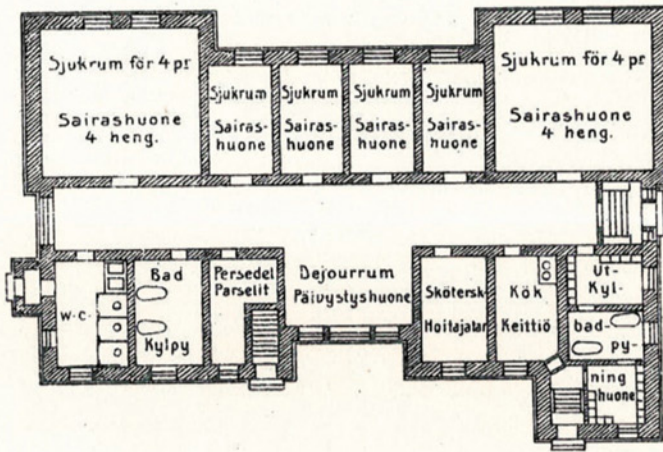 Sjukrum för 4 pr
Sairashuone
4 heng.
Sjukrum
Sairas-
huone
Sjukrum
Sairas-
huone
Sjukrum
Sairas-
huone
Sjukrum
Sairas-
huone
Sjukrum för 4 pr
Sairashuone
4 heng.
W-C-
Bad
Kylpy
Persedel
Parselit
Dejourrum
Päivystyshuone
Skötersk
Hoitajatar
Kök
Keittiö
Ut-
Kyl-
bad-
py-
ning
huone